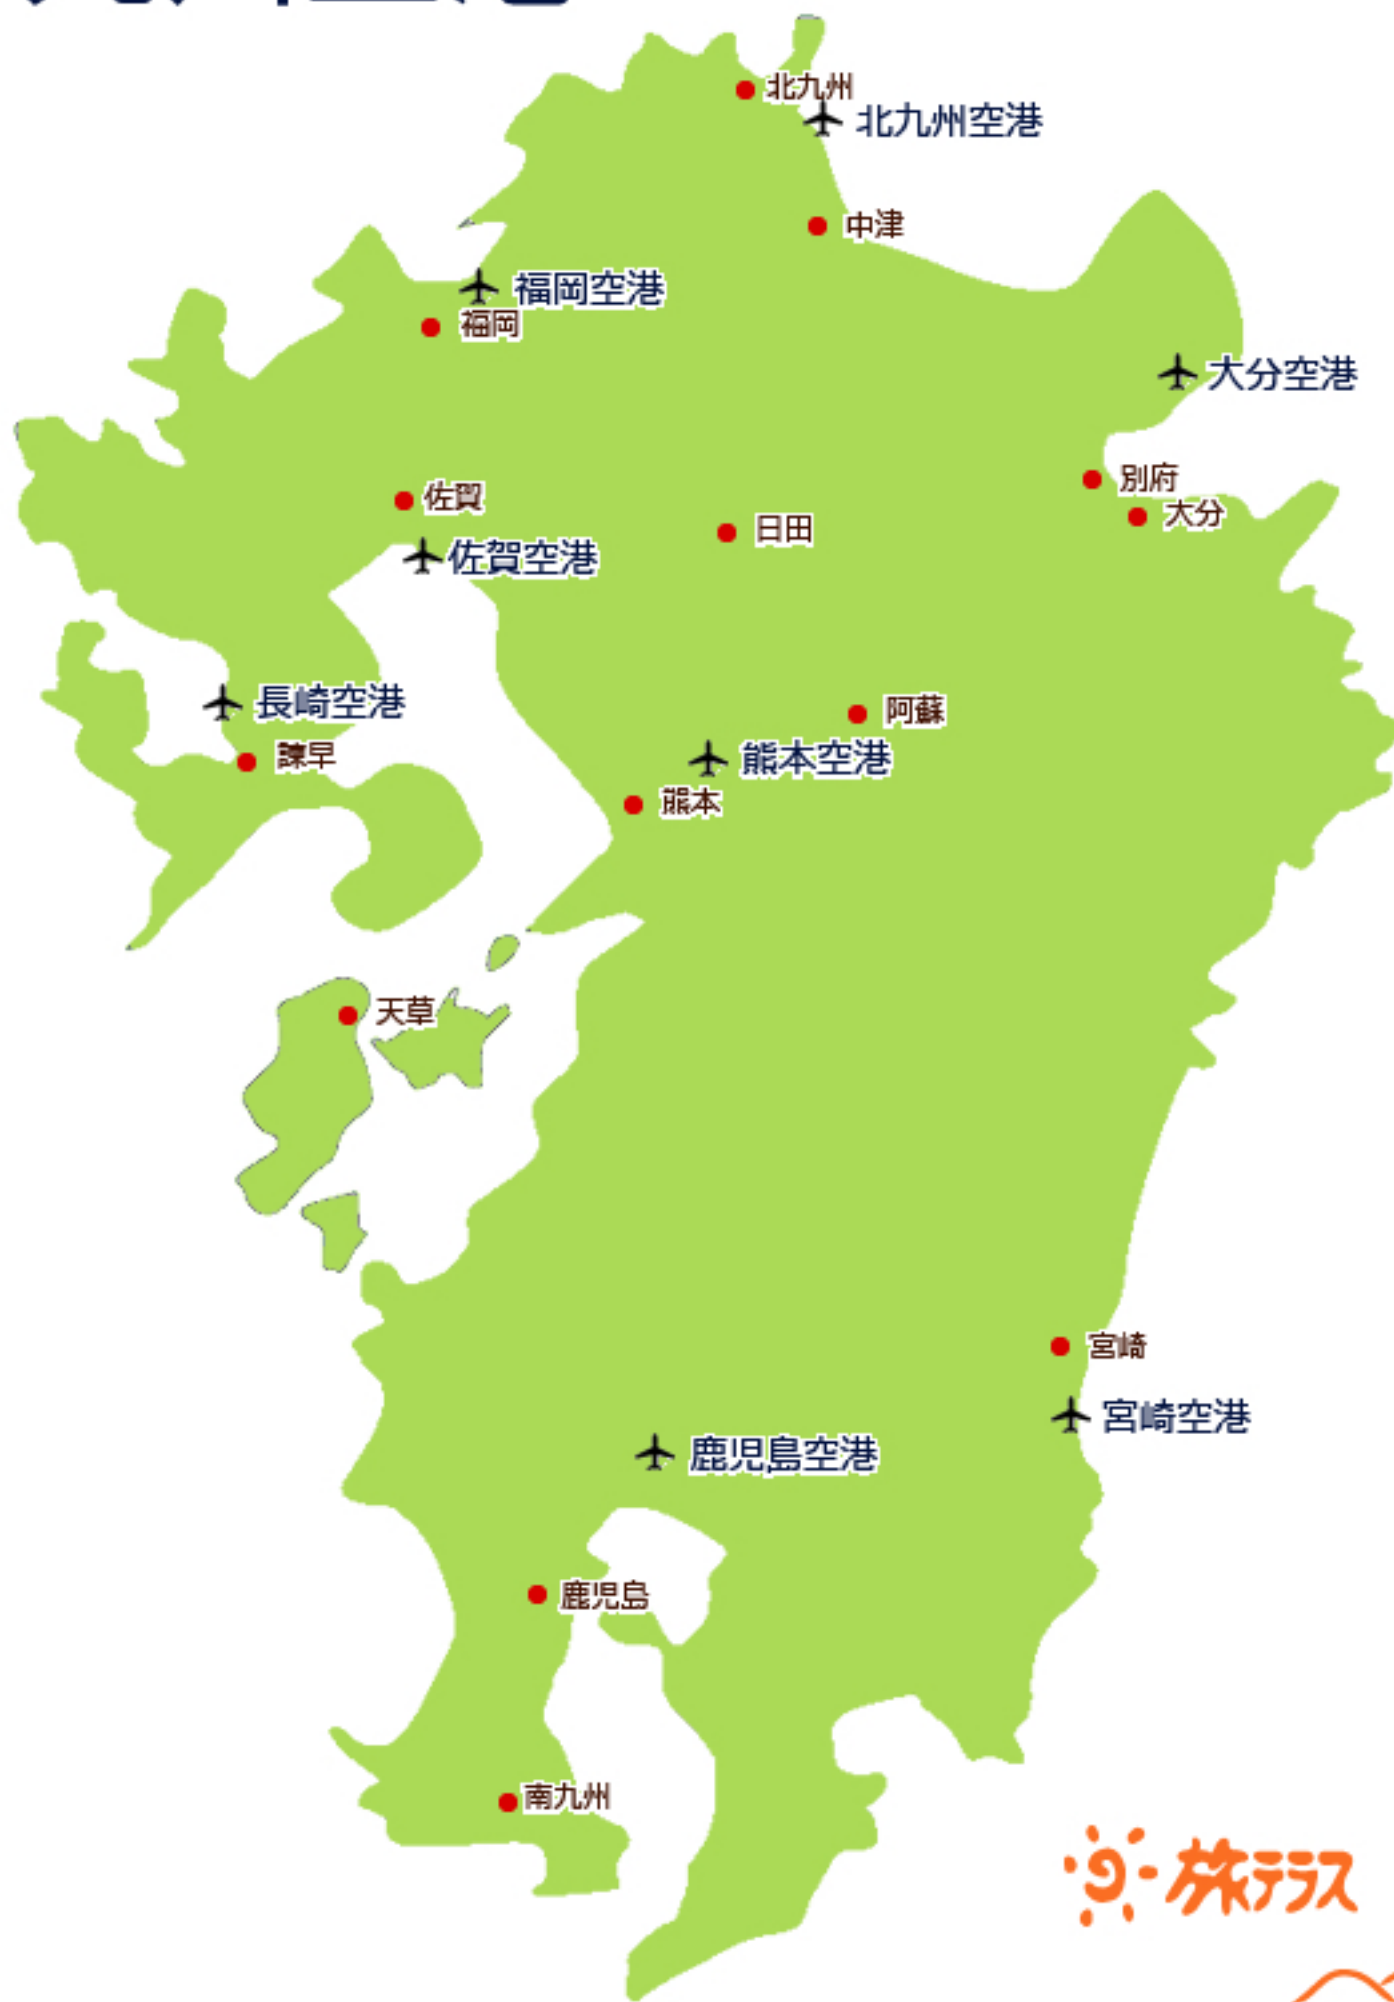 北九州
北九州空港
中津
福岡空港
福岡
大分空港
別府
佐賀
大分
日田
佐賀空港
長崎空港
阿蘇
諫早
熊本空港
熊本
天草
宮崎
宮崎空港
鹿児島空港
鹿児島
南九州
旅テラス